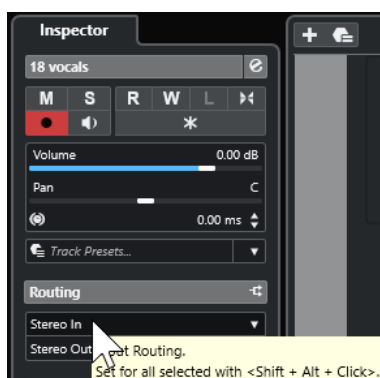 Inspector
18 vocals
M S R W L
Volume 0.00 dB
Pan C
0.00 ms
Track Presets...
Routing
Stereo In
Stereo Out
ut Routing.
Set for all selected with <Shift + Alt + Click>.